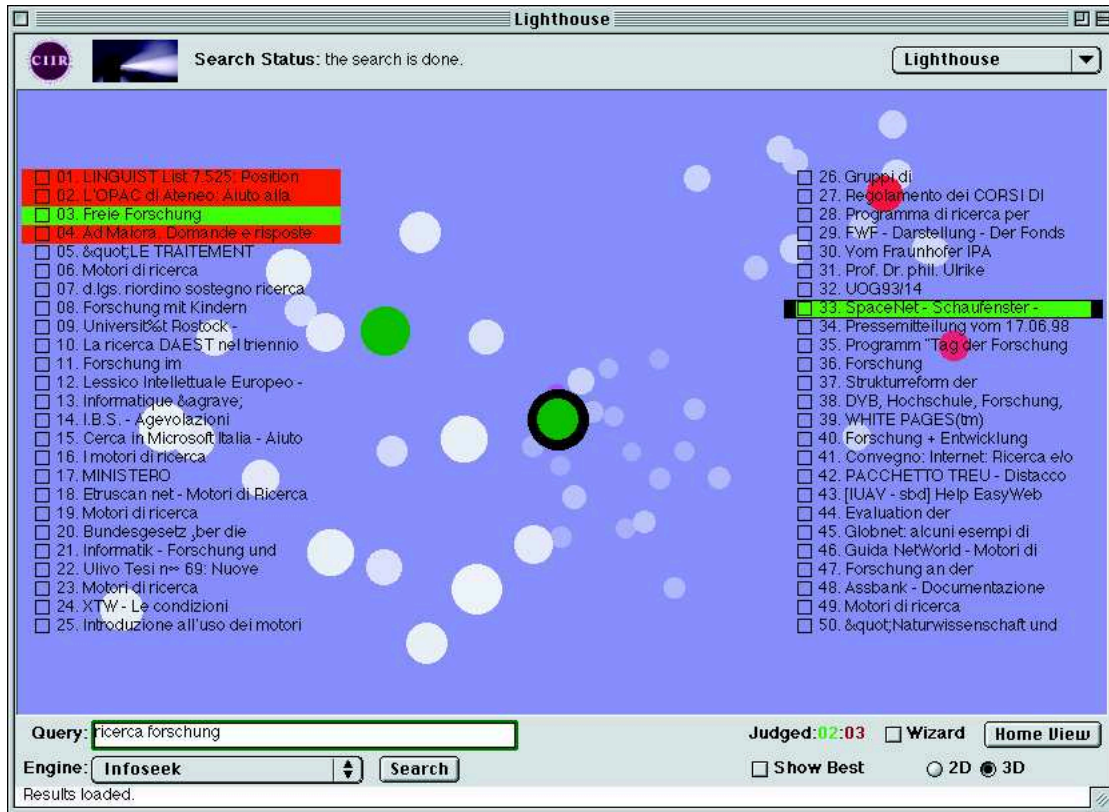 Lighthouse
CIIR
Search Status: the search is done.
Lighthouse
01. LINGUIST List 7.525: Position
02. L'OPAC di Ateneo: Aiuto alla
03. Freie Forschung
04. Ad Maiora. Domande e risposte
05. &quot;LE TRAITEMENT
06. Motori di ricerca
07. d.lgs. riordino sostegno ricerca
08. Forschung mit Kindern
09. Universit%t Rostock -
10. La ricerca DAEST nel triennio
11. Forschung im
12. Lessico Intellettuale Europeo -
13. Informatique &agrave;
14. I.B.S. - Agevolazioni
15. Cerca in Microsoft Italia - Aiuto
16. I motori di ricerca
17. MINISTERO
18. Etruscan net - Motori di Ricerca
19. Motori di ricerca
20. Bundesgesetz ,ber die
21. Informatik - Forschung und
22. Ulivo Tesi n∞ 69: Nuove
23. Motori di ricerca
24. XTW - Le condizioni
25. Introduzione all'uso dei motori
26. Gruppi di
27. Regolamento dei CORSI DI
28. Programma di ricerca per
29. FWF - Darstellung - Der Fonds
30. Vom Fraunhofer IPA
31. Prof. Dr. phil. Ulrike
32. UOG93/14
33. SpaceNet - Schaufenster -
34. Pressemitteilung vom 17.06.98
35. Programm "Tag der Forschung
36. Forschung
37. Strukturreform der
38. DVB, Hochschule, Forschung,
39. WHITE PAGES(tm)
40. Forschung + Entwicklung
41. Convegno: Internet: Ricerca e/o
42. PACCHETTO TREU - Distacco
43. [IUAV - sbd] Help EasyWeb
44. Evaluation der
45. Globnet: alcuni esempi di
46. Guida NetWorld - Motori di
47. Forschung an der
48. Assbank - Documentazione
49. Motori di ricerca
50. &quot;Naturwissenschaft und
Query: ricerca forschung
Judged:02:03 Wizard Home View
Engine: Infoseek Search
Show Best 2D 3D
Results loaded.